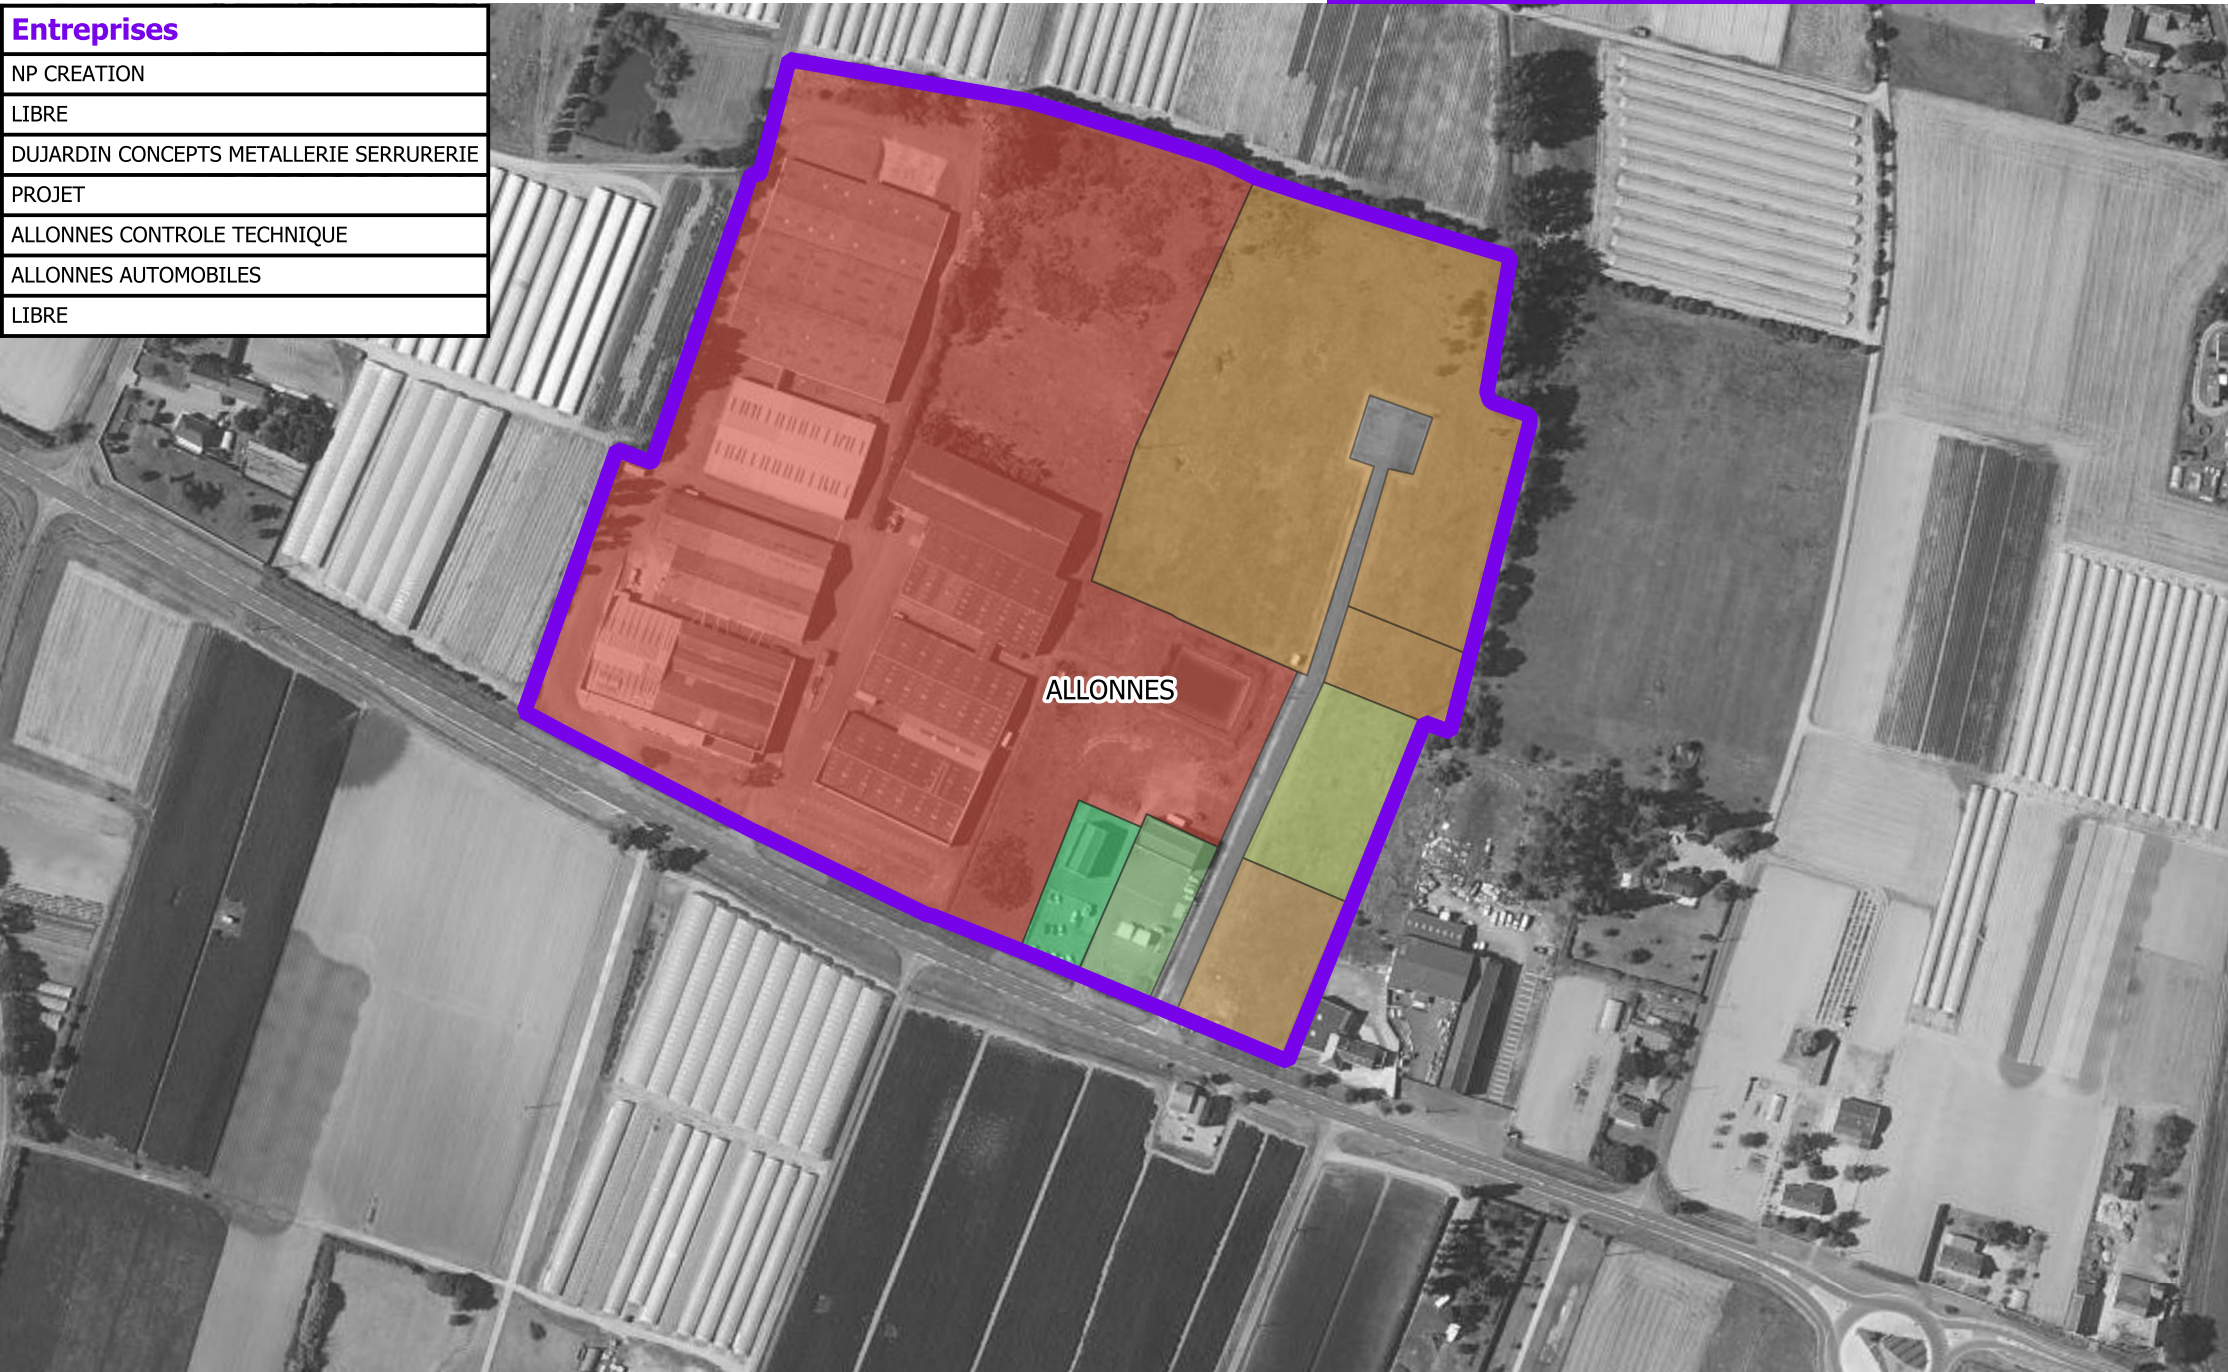 Entreprises
NP CREATION
LIBRE
DUJARDIN CONCEPTS METALLERIE SERRURERIE
PROJET
ALLONNES CONTROLE TECHNIQUE
ALLONNES AUTOMOBILES
LIBRE
ALLONNES